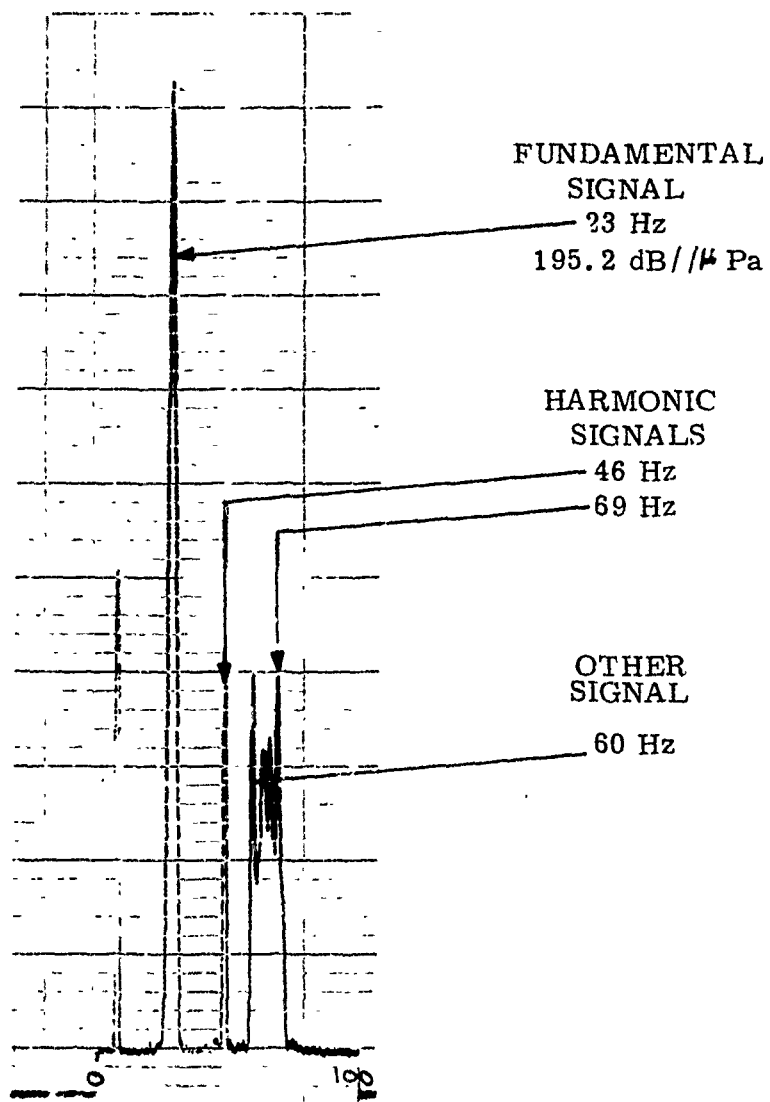 FUNDAMENTAL
SIGNAL
23 Hz
195.2 dB//μ Pa
HARMONIC
SIGNALS
46 Hz
69 Hz
OTHER
SIGNAL
60 Hz
0